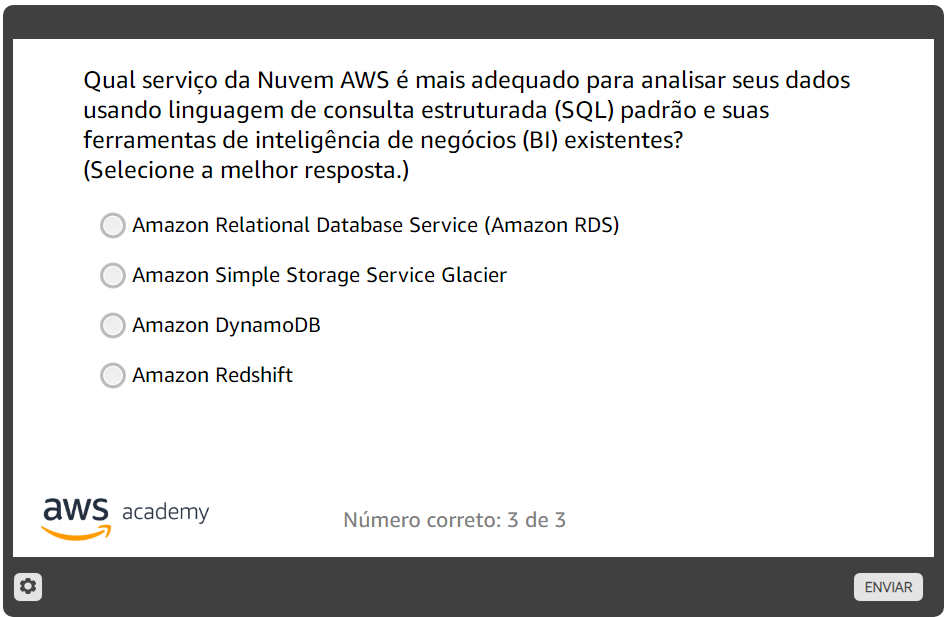 Qual serviço da Nuvem AWS é mais adequado para analisar seus dados
usando linguagem de consulta estruturada (SQL) padrão e suas
ferramentas de inteligência de negócios (BI) existentes?
(Selecione a melhor resposta.)
Amazon Relational Database Service (Amazon RDS)
Amazon Simple Storage Service Glacier
Amazon DynamoDB
Amazon Redshift
aws academy
Número correto: 3 de 3
ENVIAR